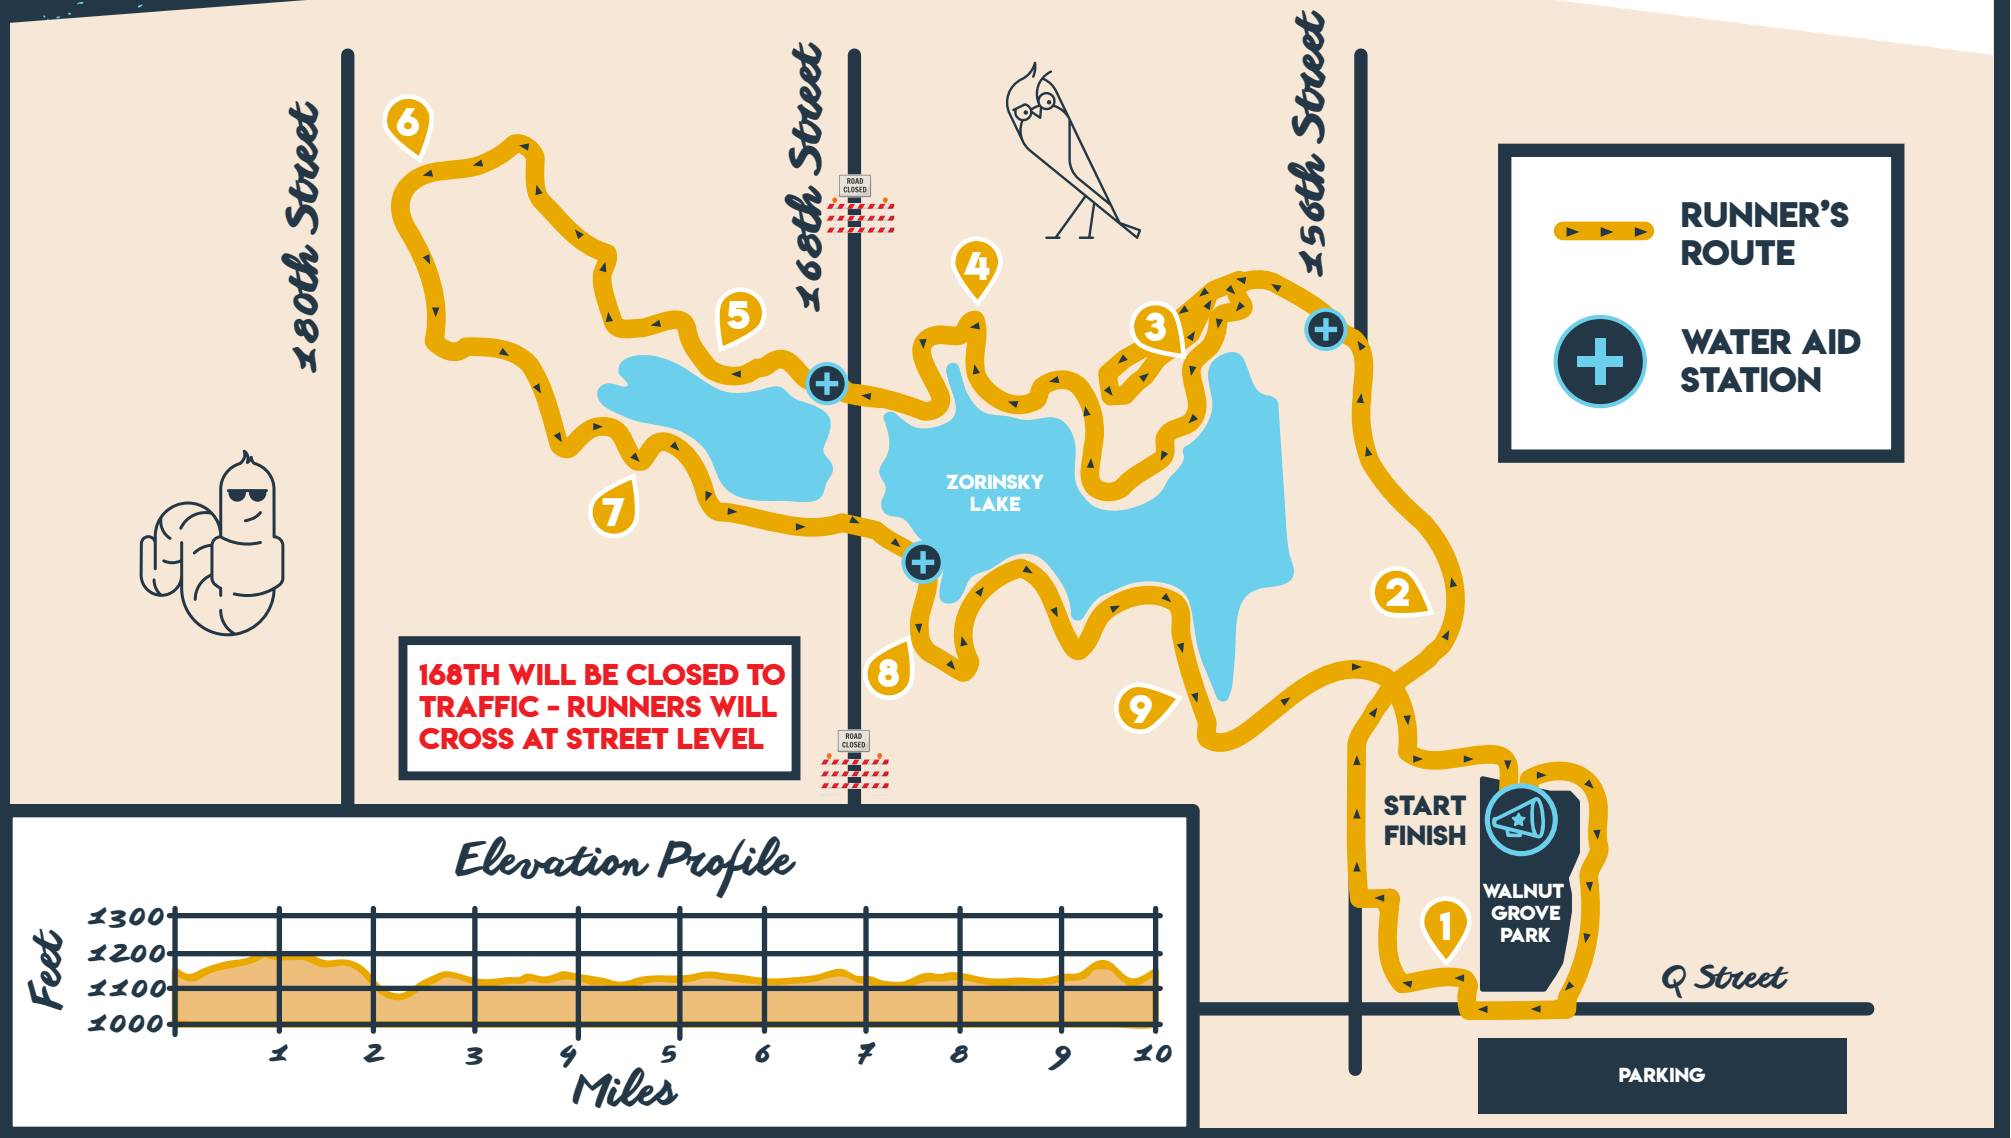 180th Street
168th Street
156th Street
ROAD
CLOSED
6
5
4
3
7
8
9
2
1
RUNNER'S
ROUTE
WATER AID
STATION
ZORINSKY
LAKE
168TH WILL BE CLOSED TO
TRAFFIC - RUNNERS WILL
CROSS AT STREET LEVEL
ROAD
CLOSED
START
FINISH
WALNUT
GROVE
PARK
Q Street
PARKING
Elevation Profile
Feet
1300
1200
1100
1000
1 2 3 4 5 6 7 8 9 10
Miles